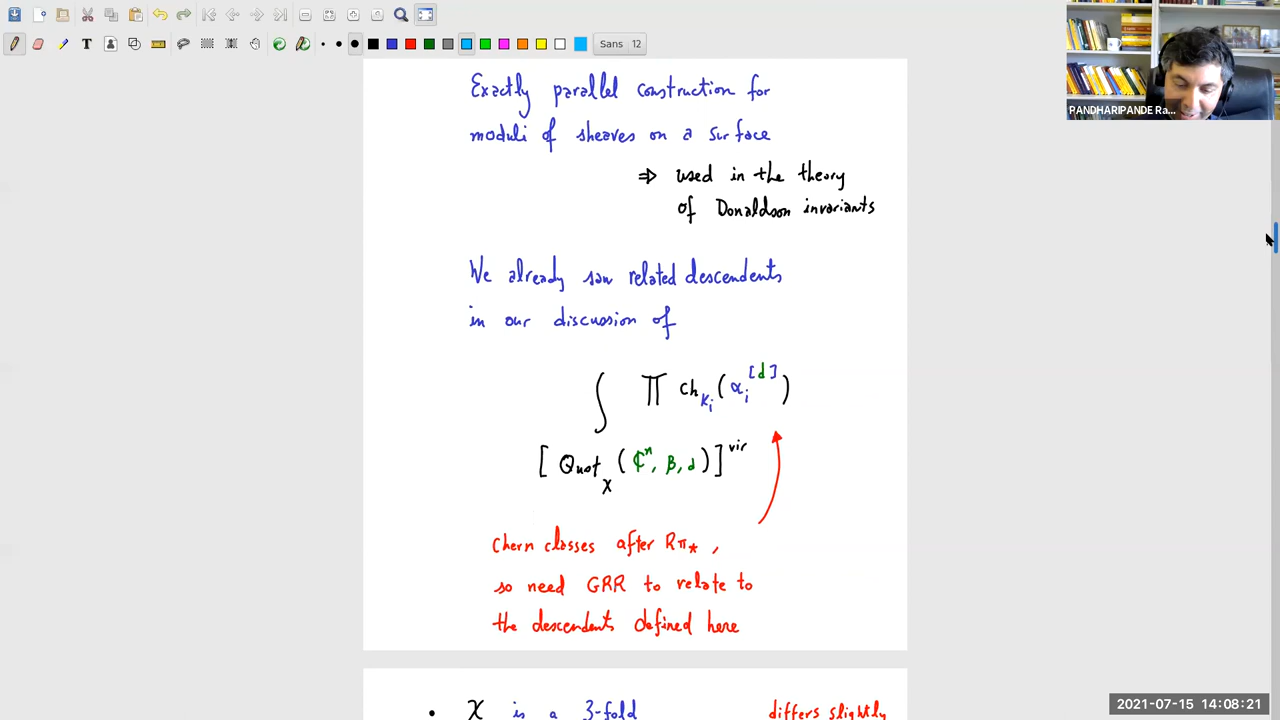 Sans 12
PANDHARIPANDE Ra...
Exactly parallel construction for
moduli of sheaves on a surface
⇒ used in the theory
of Donaldson invariants
We already saw related descendents
in our discussion of
∫ ∏ ch_{k_i}(α_i^{[d]})
[Quot_X(ℂⁿ, β, d)]^{vir}
Chern classes after Rπ_*,
so need GRR to relate to
the descendents defined here
• X is a 3-fold differs slightly
2021-07-15 14:08:21